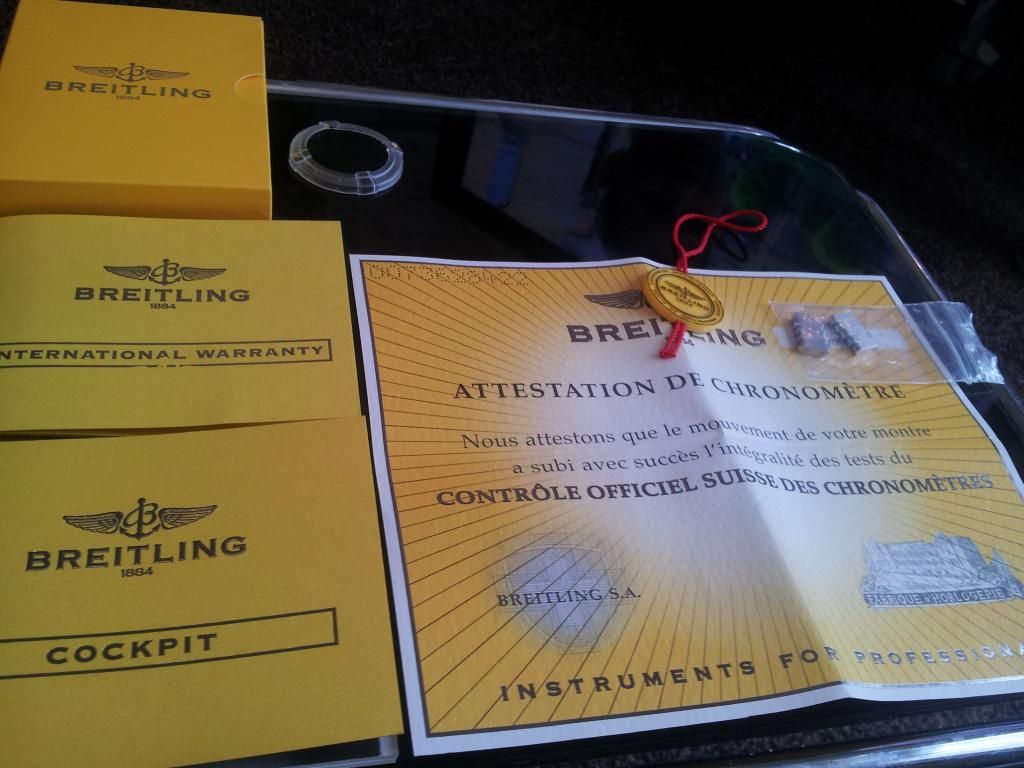 BREITLING
1884
BREITLING
1884
INTERNATIONAL WARRANTY
BREITLING
1884
COCKPIT
BREITLING
ATTESTATION DE CHRONOMÈTRE
Nous attestons que le mouvement de votre montre
a subi avec succès l'intégralité des tests du
CONTRÔLE OFFICIEL SUISSE DES CHRONOMÈTRES
BREITLING S.A.
FABRIQUE D'HORLOGERIE
INSTRUMENTS FOR PROFESSIONA
BREITLING